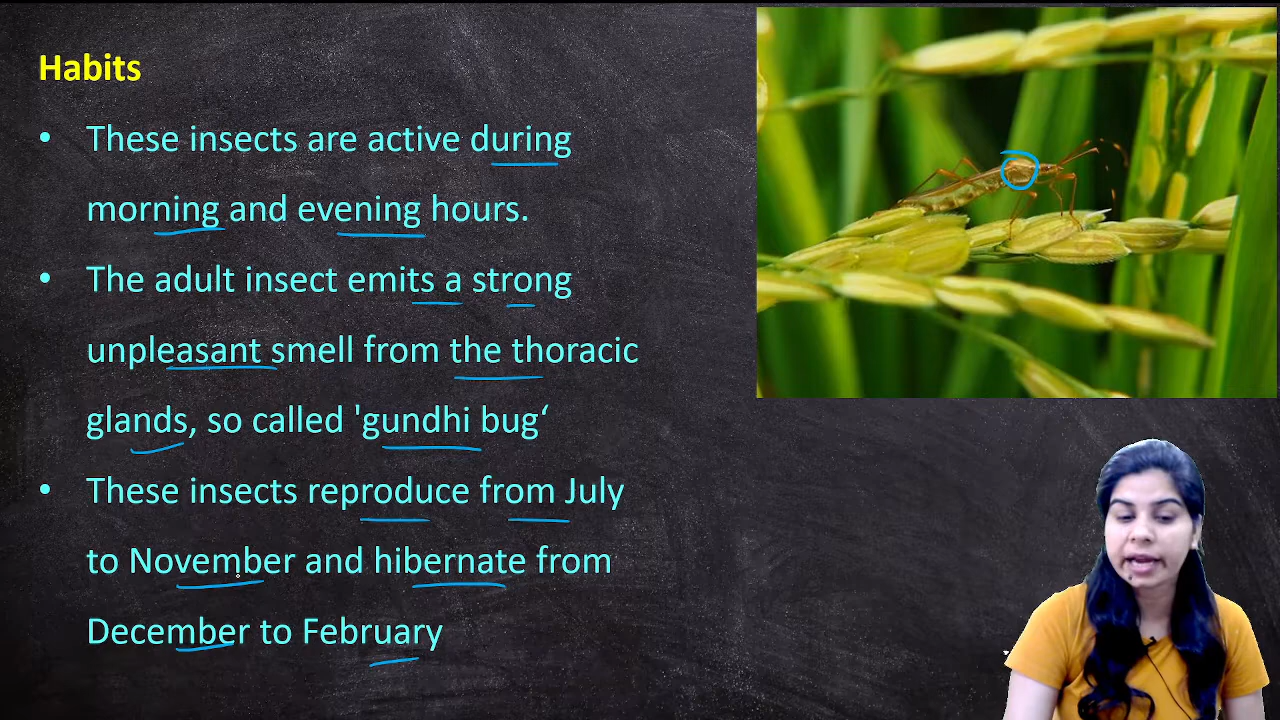 Habits
• These insects are active during
morning and evening hours.
• The adult insect emits a strong
unpleasant smell from the thoracic
glands, so called 'gundhi bug‘
• These insects reproduce from July
to November and hibernate from
December to February